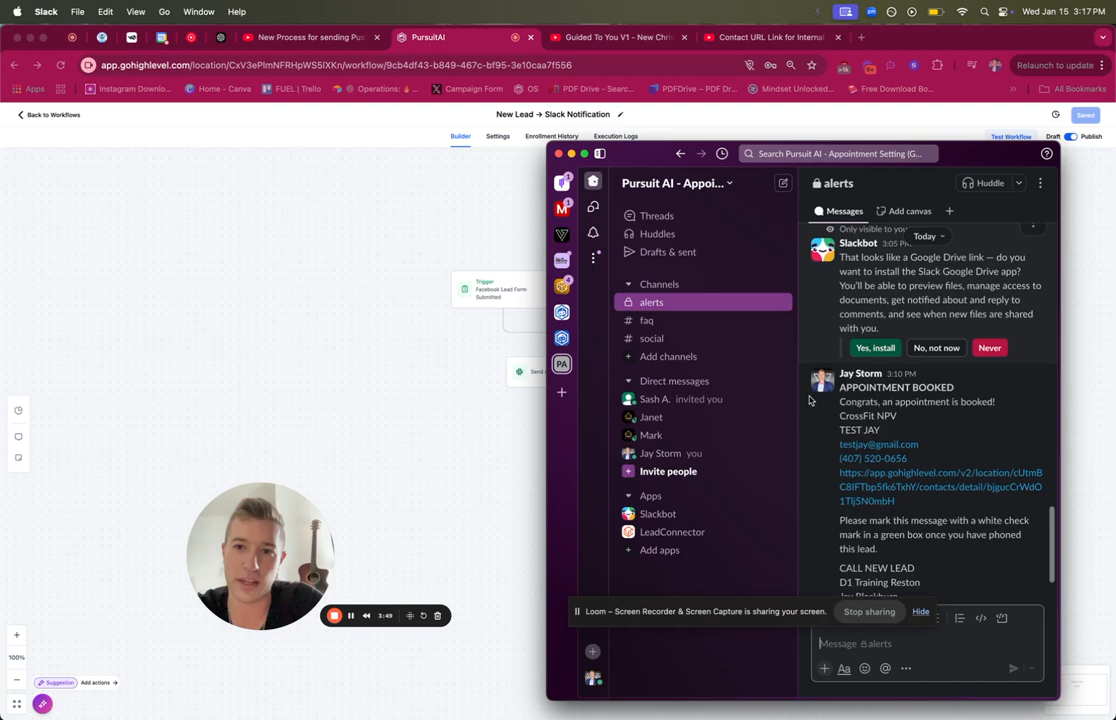 Slack File Edit View Go Window Help
Wed Jan 15 3:17 PM
New Process for sending Pus
PursuitAI
Guided To You V1 - New Chri
Contact URL Link for Internal
app.gohighlevel.com/location/CxV3ePlmNFRHpWS5lXKn/workflow/9cb4df43-b849-467c-bf95-3e10caa7f556
Relaunch to update
Apps
Instagram Downlo...
Home - Canva
FUEL | Trello
Operations:
Campaign Form
OS
PDF Drive - Searc...
PDFDrive – PDF Dr...
Mindset Unlocked...
Free Download Bo...
All Bookmarks
Back to Workflows
New Lead → Slack Notification
Saved
Builder Settings Enrollment History Execution Logs
Test Workflow Draft Publish
Trigger
Facebook Lead Form
Submitted
Send
Search Pursuit AI - Appointment Setting (G...
Pursuit AI - Appoi...
Threads
Huddles
Drafts & sent
Channels
alerts
# faq
# social
Add channels
Direct messages
Sash A. invited you
Janet
Mark
Jay Storm you
Invite people
Apps
Slackbot
LeadConnector
Add apps
PA
alerts
Huddle
Messages
Add canvas
Only visible to you
Today
Slackbot 3:05 PM
That looks like a Google Drive link — do you
want to install the Slack Google Drive app?
You'll be able to preview files, manage access to
documents, get notified about and reply to
comments, and see when new files are shared
with you.
Yes, install
No, not now
Never
Jay Storm 3:10 PM
APPOINTMENT BOOKED
Congrats, an appointment is booked!
CrossFit NPV
TEST JAY
testjay@gmail.com
(407) 520-0656
https://app.gohighlevel.com/v2/location/cUtmB
C8IFTbp5fk6TxhY/contacts/detail/bjgucCrWdO
1Tlj5N0mbH
Please mark this message with a white check
mark in a green box once you have phoned
this lead.
CALL NEW LEAD
D1 Training Reston
Jay Blackburn
Loom – Screen Recorder & Screen Capture is sharing your screen.
Stop sharing
Hide
Message alerts
Aa
3:49
100%
Suggestion
Add actions →